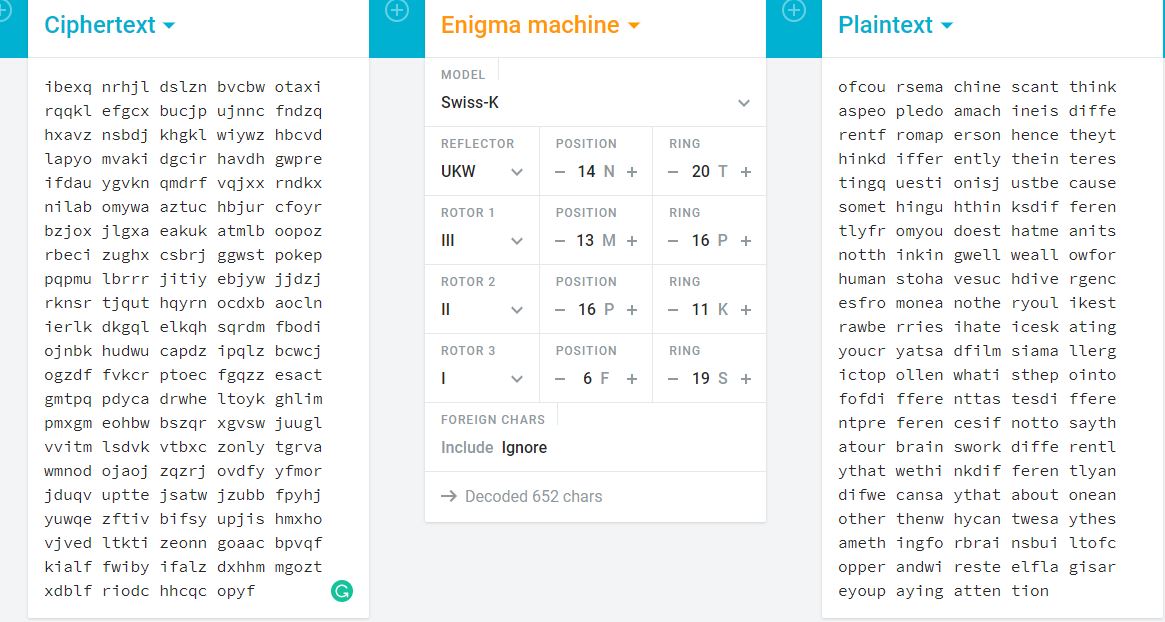 Ciphertext
ibexq nrhjl dslzn bvcbw otaxi
rqqkl efgcx bucjp ujnnc fndzq
hxavz nsbdj khgkl wiywz hbcvd
lapyo mvaki dgcir havdh gwpre
ifdau ygvkn qmdrf vqjxx rndkx
nilab omywa aztuc hbjur cfoyr
bzjox jlgxa eakuk atmlb oopoz
rbeci zughx csbrj ggwst pokep
pqpmu lbrrr jitiy ebjyw jjdzj
rknsr tjqut hqyrn ocdxb aocln
ierlk dkgql elkqh sqrdm fbodi
ojnbk hudwu capdz ipqlz bcwcj
ogzdf fvkcr ptoec fgqzz esact
gmtpq pdyca drwhe ltoyk ghlim
pmxgm eohbw bszqr xgvsw juugl
vvitm lsdvk vtbxc zonly tgrva
wmnod ojaoj zqzrj ovdfy yfmor
jduqv uptte jsatw jzubb fpyhj
yuwqe zftiv bifsy upjis hmxho
vjved ltkti zeonn goaac bpvqf
kialf fwiby ifalz dxhhm mgozt
xdblf riodc hhcqc opyf
Enigma machine
MODEL
Swiss-K
REFLECTOR POSITION RING
UKW − 14 N + − 20 T +
ROTOR 1 POSITION RING
III − 13 M + − 16 P +
ROTOR 2 POSITION RING
II − 16 P + − 11 K +
ROTOR 3 POSITION RING
I − 6 F + − 19 S +
FOREIGN CHARS
Include Ignore
→ Decoded 652 chars
Plaintext
ofcou rsema chine scant think
aspeo pledo amach ineis diffe
rentf romap erson hence theyt
hinkd iffer ently thein teres
tingq uesti onisj ustbe cause
somet hingu hthin ksdif feren
tlyfr omyou doest hatme anits
notth inkin gwell weall owfor
human stoha vesuc hdive rgenc
esfro monea nothe ryoul ikest
rawbe rries ihate icesk ating
youcr yatsa dfilm siama llerg
ictop ollen whati sthep ointo
fofdi ffere nttas tesdi ffere
ntpre feren cesif notto sayth
atour brain swork diffe rentl
ythat wethi nkdif feren tlyan
difwe cansa ythat about onean
other thenw hycan twesa ythes
ameth ingfo rbrai nsbui ltofc
opper andwi reste elfla gisar
eyoup aying atten tion